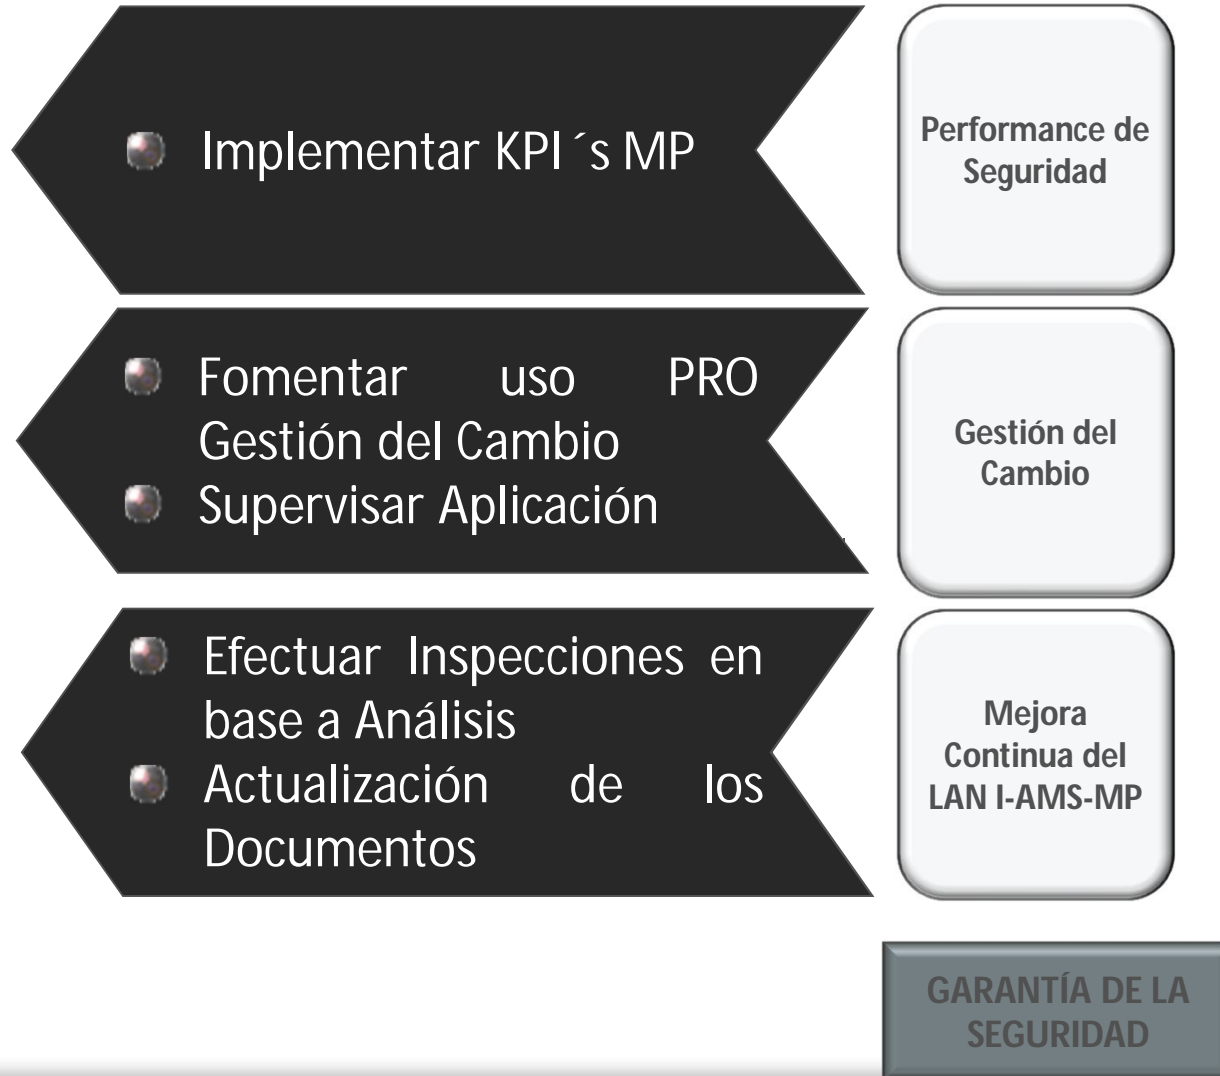 Implementar KPI ´s MP
Performance de
Seguridad
Fomentar uso PRO
Gestión del Cambio
Supervisar Aplicación
Gestión del
Cambio
Efectuar Inspecciones en
base a Análisis
Actualización de los
Documentos
Mejora
Continua del
LAN I-AMS-MP
GARANTÍA DE LA
SEGURIDAD